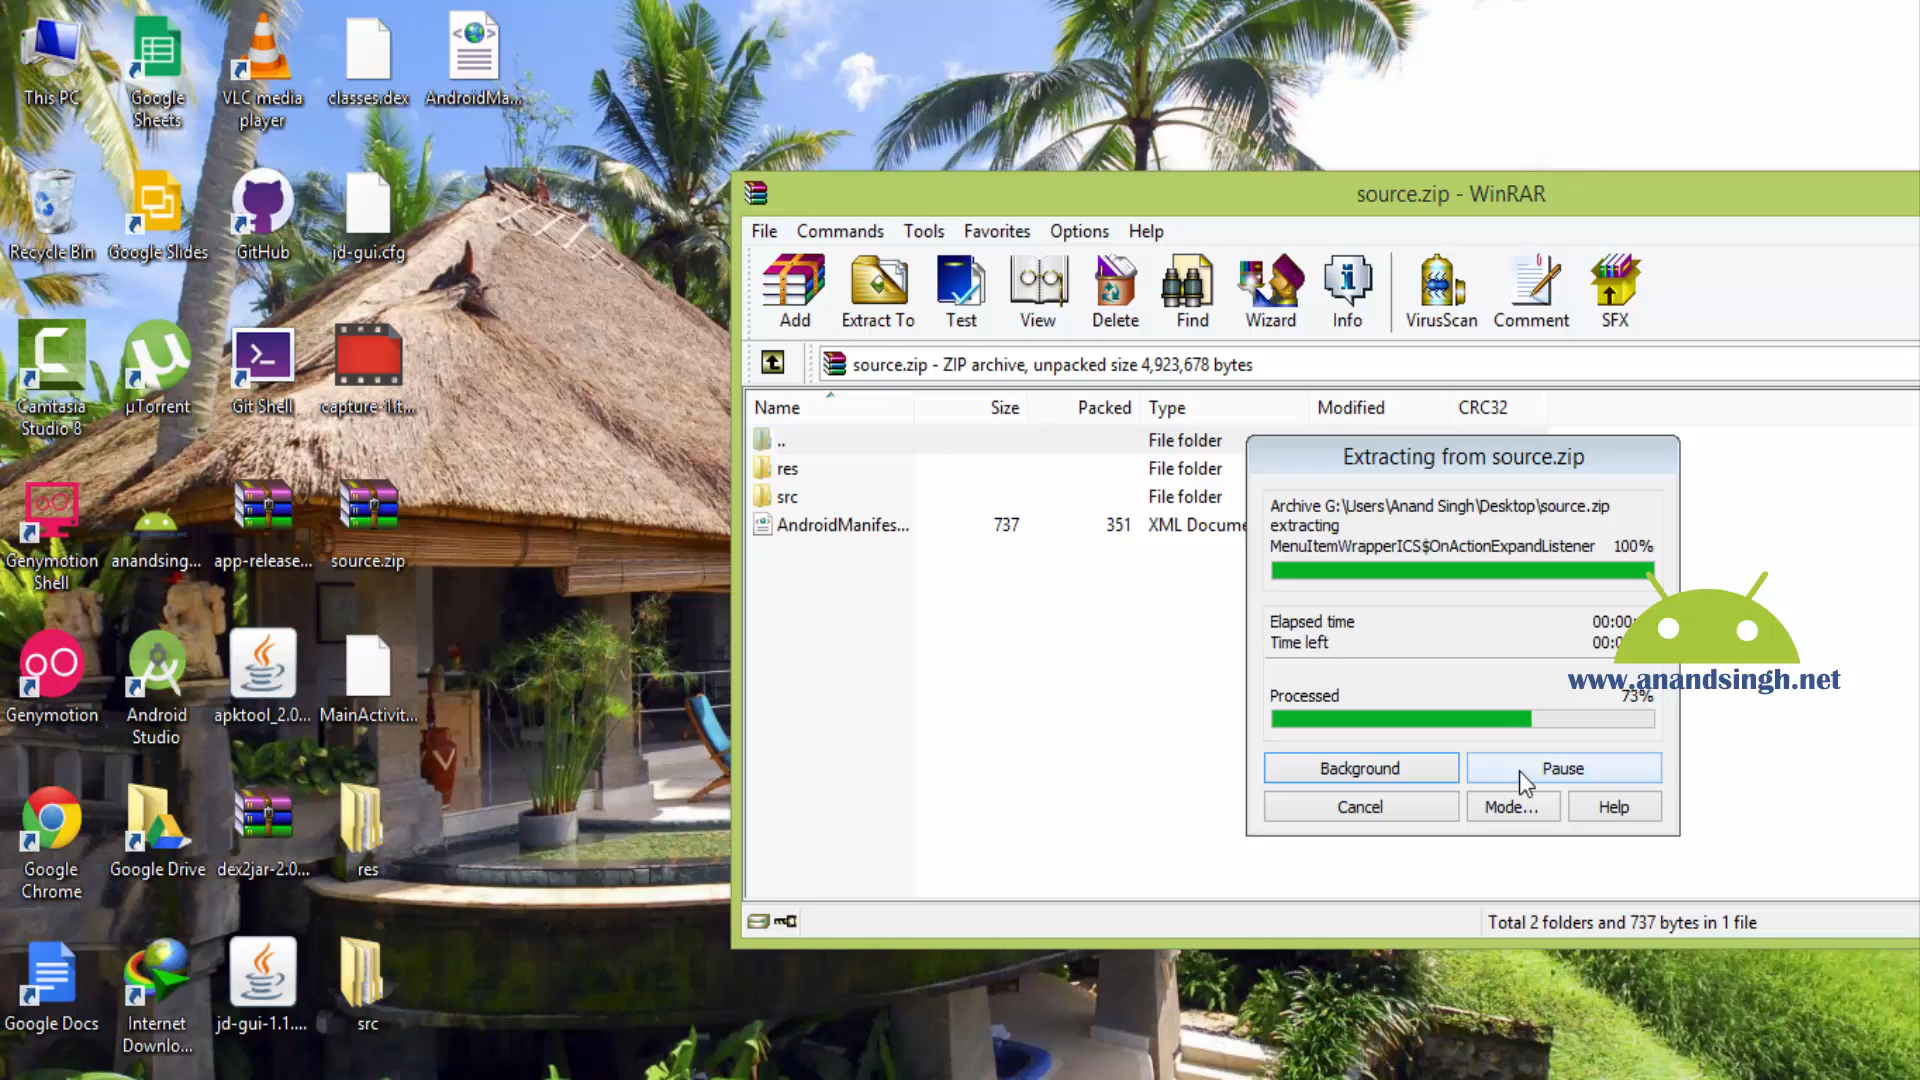 This PC
Google
Sheets
VLC media
player
classes.dex
AndroidMa...
Recycle Bin
Google Slides
GitHub
jd-gui.cfg
Camtasia
Studio 8
µTorrent
Git Shell
capture-1.t...
Genymotion
Shell
anandsing...
app-release...
source.zip
Genymotion
Android
Studio
apktool_2.0...
MainActivit...
Google
Chrome
Google Drive
dex2jar-2.0...
res
Google Docs
Internet
Downlo...
jd-gui-1.1....
src
source.zip - WinRAR
File Commands Tools Favorites Options Help
Add Extract To Test View Delete Find Wizard Info VirusScan Comment SFX
source.zip - ZIP archive, unpacked size 4,923,678 bytes
Name Size Packed Type Modified CRC32
.. File folder
res File folder
src File folder
AndroidManifes... 737 351 XML Docume
Extracting from source.zip
Archive G:\Users\Anand Singh\Desktop\source.zip
extracting
MenuItemWrapperICS$OnActionExpandListener 100%
Elapsed time 00:00:
Time left
Processed 73%
Background Pause
Cancel Mode... Help
www.anandsingh.net
Total 2 folders and 737 bytes in 1 file